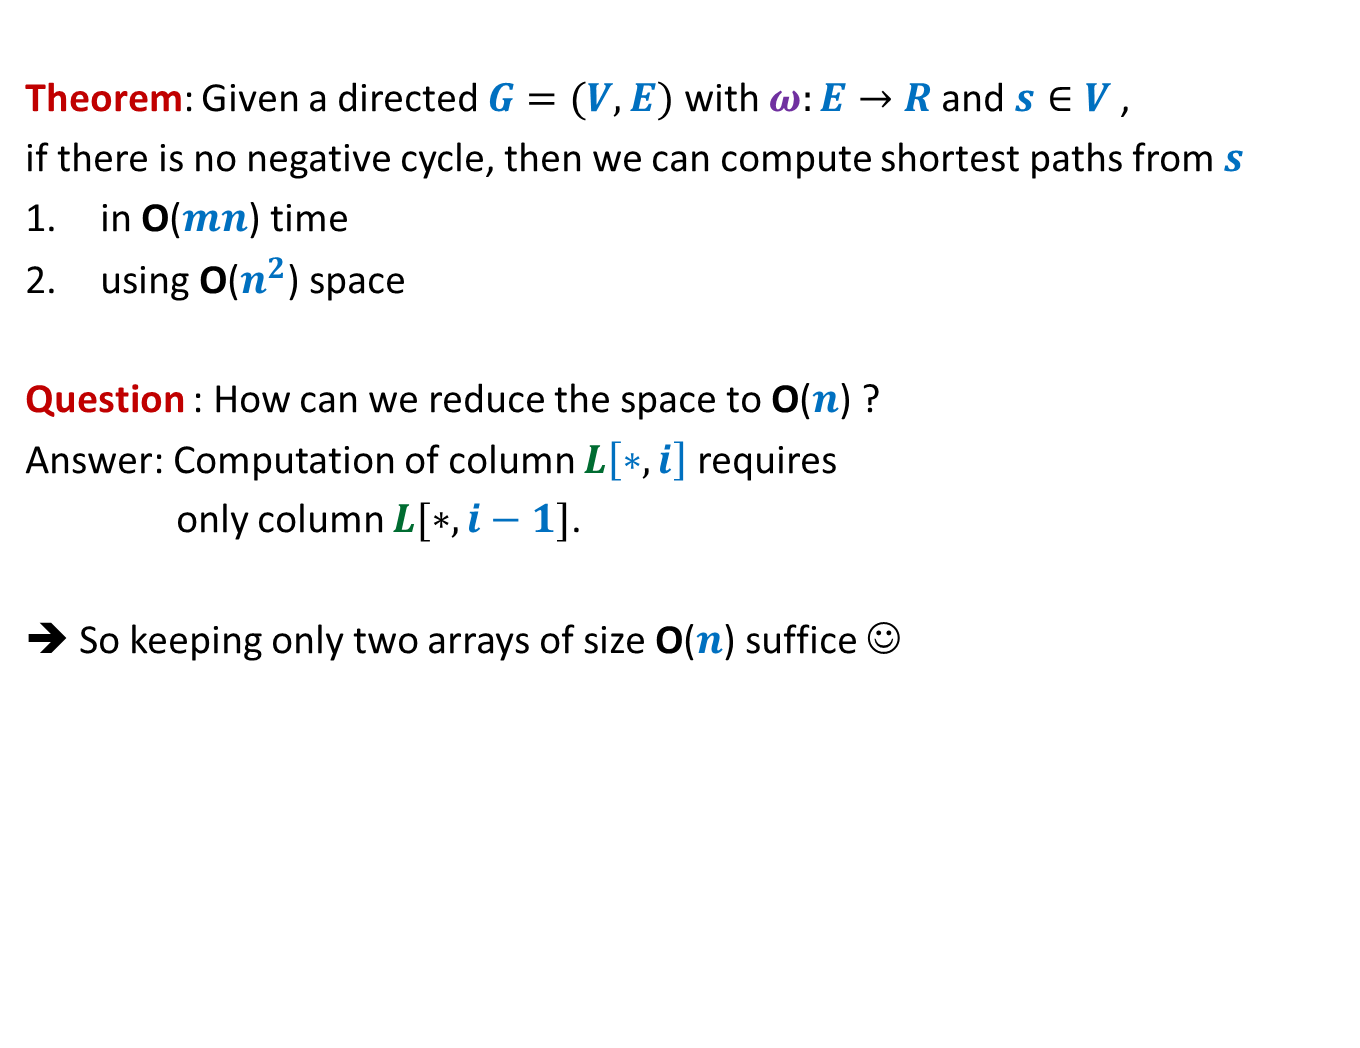 Theorem: Given a directed G = (V, E) with ω: E → R and s ∈ V ,
if there is no negative cycle, then we can compute shortest paths from s
1. in O(mn) time
2. using O(n²) space
Question : How can we reduce the space to O(n) ?
Answer: Computation of column L[∗, i] requires
only column L[∗, i − 1].
➔ So keeping only two arrays of size O(n) suffice ☺